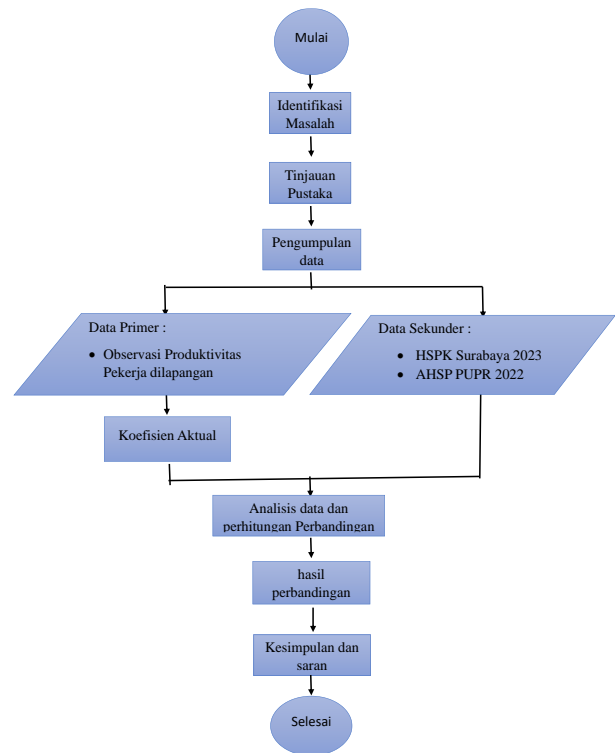 Mulai
Identifikasi
Masalah
Tinjauan
Pustaka
Pengumpulan
data
Data Primer :
• Observasi Produktivitas
Pekerja dilapangan
Data Sekunder :
• HSPK Surabaya 2023
• AHSP PUPR 2022
Koefisien Aktual
Analisis data dan
perhitungan Perbandingan
hasil
perbandingan
Kesimpulan dan
saran
Selesai